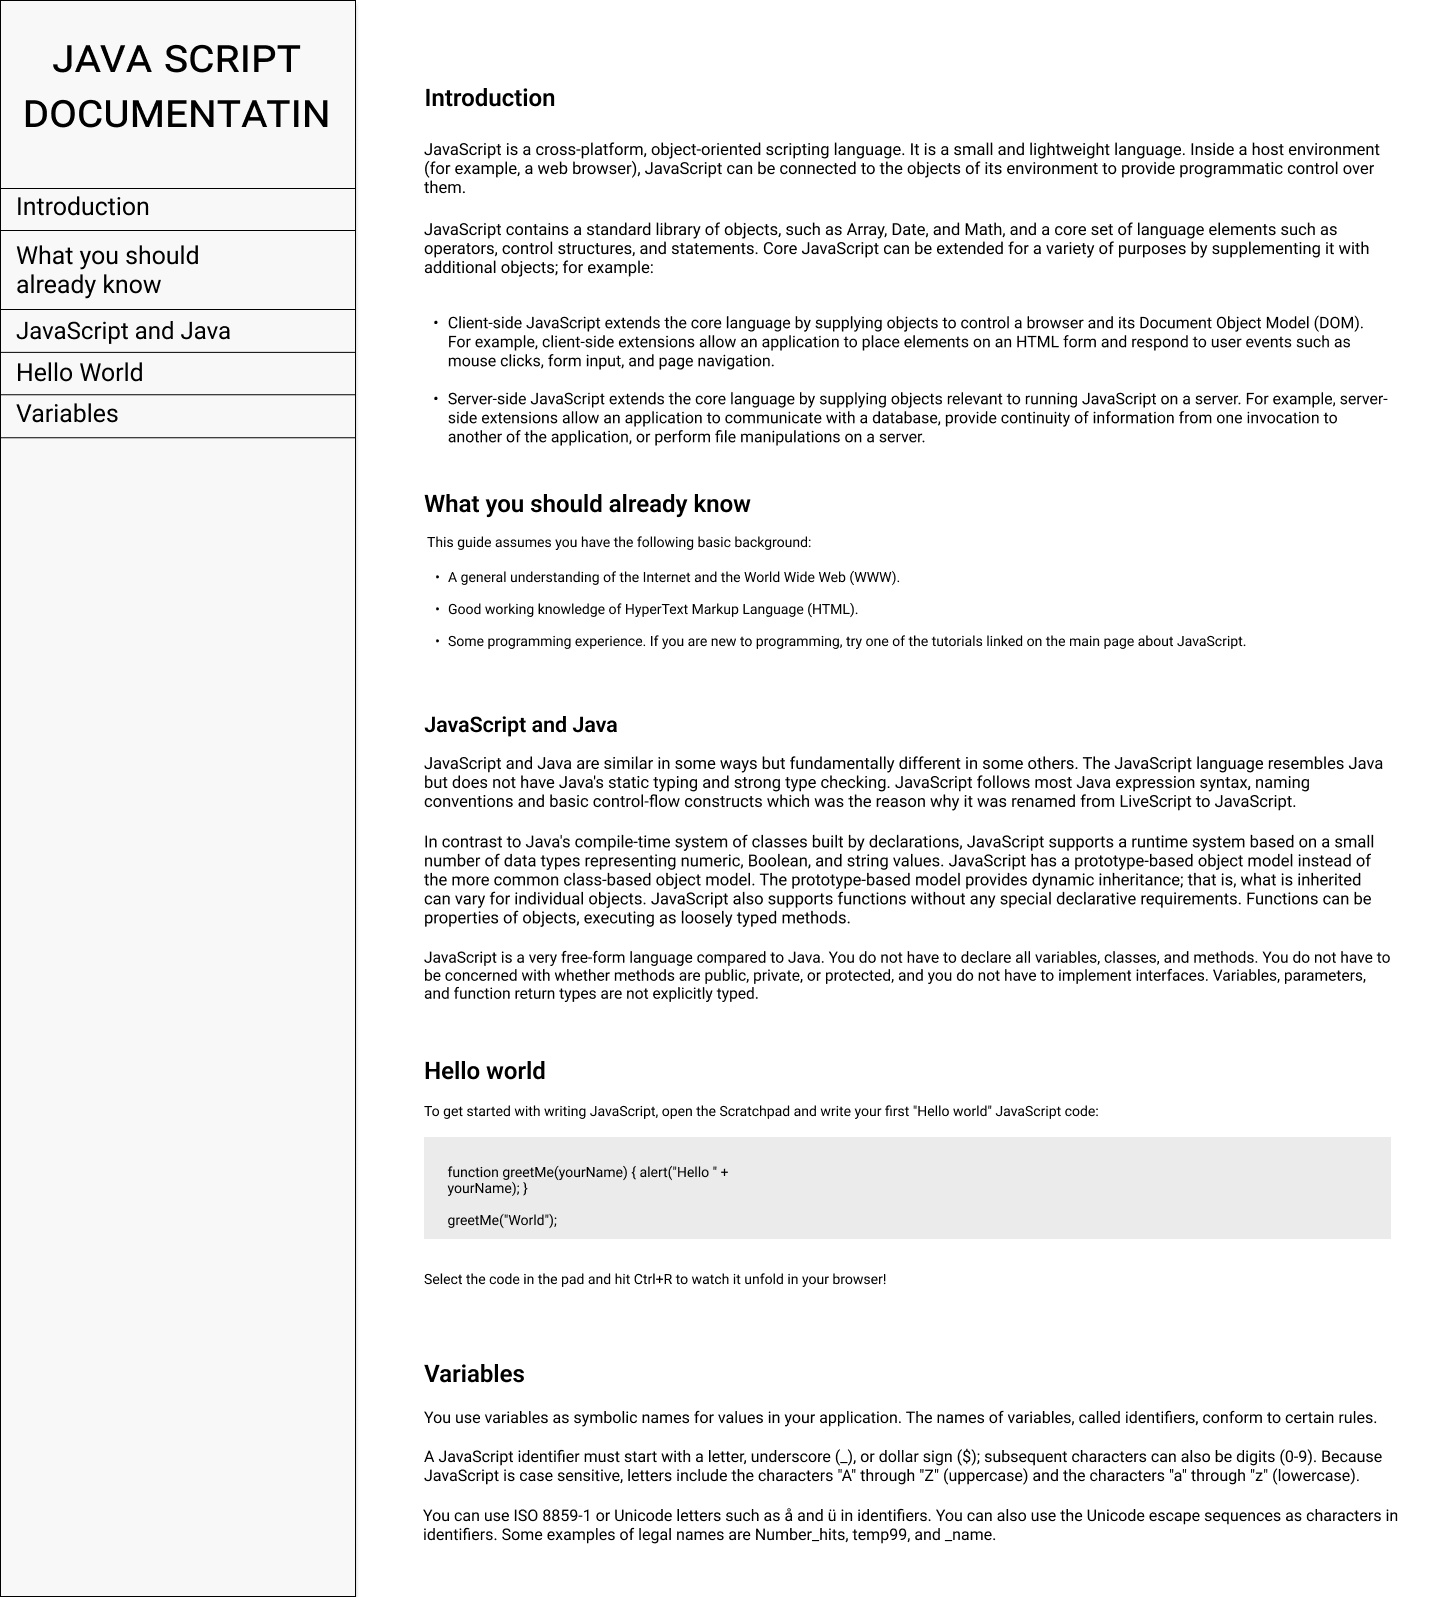 JAVA SCRIPT
DOCUMENTATIN
Introduction
What you should
already know
JavaScript and Java
Hello World
Variables
Introduction
JavaScript is a cross-platform, object-oriented scripting language. It is a small and lightweight language. Inside a host environment
(for example, a web browser), JavaScript can be connected to the objects of its environment to provide programmatic control over
them.
JavaScript contains a standard library of objects, such as Array, Date, and Math, and a core set of language elements such as
operators, control structures, and statements. Core JavaScript can be extended for a variety of purposes by supplementing it with
additional objects; for example:
• Client-side JavaScript extends the core language by supplying objects to control a browser and its Document Object Model (DOM).
For example, client-side extensions allow an application to place elements on an HTML form and respond to user events such as
mouse clicks, form input, and page navigation.
• Server-side JavaScript extends the core language by supplying objects relevant to running JavaScript on a server. For example, server-
side extensions allow an application to communicate with a database, provide continuity of information from one invocation to
another of the application, or perform file manipulations on a server.
What you should already know
This guide assumes you have the following basic background:
• A general understanding of the Internet and the World Wide Web (WWW).
• Good working knowledge of HyperText Markup Language (HTML).
• Some programming experience. If you are new to programming, try one of the tutorials linked on the main page about JavaScript.
JavaScript and Java
JavaScript and Java are similar in some ways but fundamentally different in some others. The JavaScript language resembles Java
but does not have Java's static typing and strong type checking. JavaScript follows most Java expression syntax, naming
conventions and basic control-flow constructs which was the reason why it was renamed from LiveScript to JavaScript.
In contrast to Java's compile-time system of classes built by declarations, JavaScript supports a runtime system based on a small
number of data types representing numeric, Boolean, and string values. JavaScript has a prototype-based object model instead of
the more common class-based object model. The prototype-based model provides dynamic inheritance; that is, what is inherited
can vary for individual objects. JavaScript also supports functions without any special declarative requirements. Functions can be
properties of objects, executing as loosely typed methods.
JavaScript is a very free-form language compared to Java. You do not have to declare all variables, classes, and methods. You do not have to
be concerned with whether methods are public, private, or protected, and you do not have to implement interfaces. Variables, parameters,
and function return types are not explicitly typed.
Hello world
To get started with writing JavaScript, open the Scratchpad and write your first "Hello world" JavaScript code:
function greetMe(yourName) { alert("Hello " +
yourName); }
greetMe("World");
Select the code in the pad and hit Ctrl+R to watch it unfold in your browser!
Variables
You use variables as symbolic names for values in your application. The names of variables, called identifiers, conform to certain rules.
A JavaScript identifier must start with a letter, underscore (_), or dollar sign ($); subsequent characters can also be digits (0-9). Because
JavaScript is case sensitive, letters include the characters "A" through "Z" (uppercase) and the characters "a" through "z" (lowercase).
You can use ISO 8859-1 or Unicode letters such as å and ü in identifiers. You can also use the Unicode escape sequences as characters in
identifiers. Some examples of legal names are Number_hits, temp99, and _name.